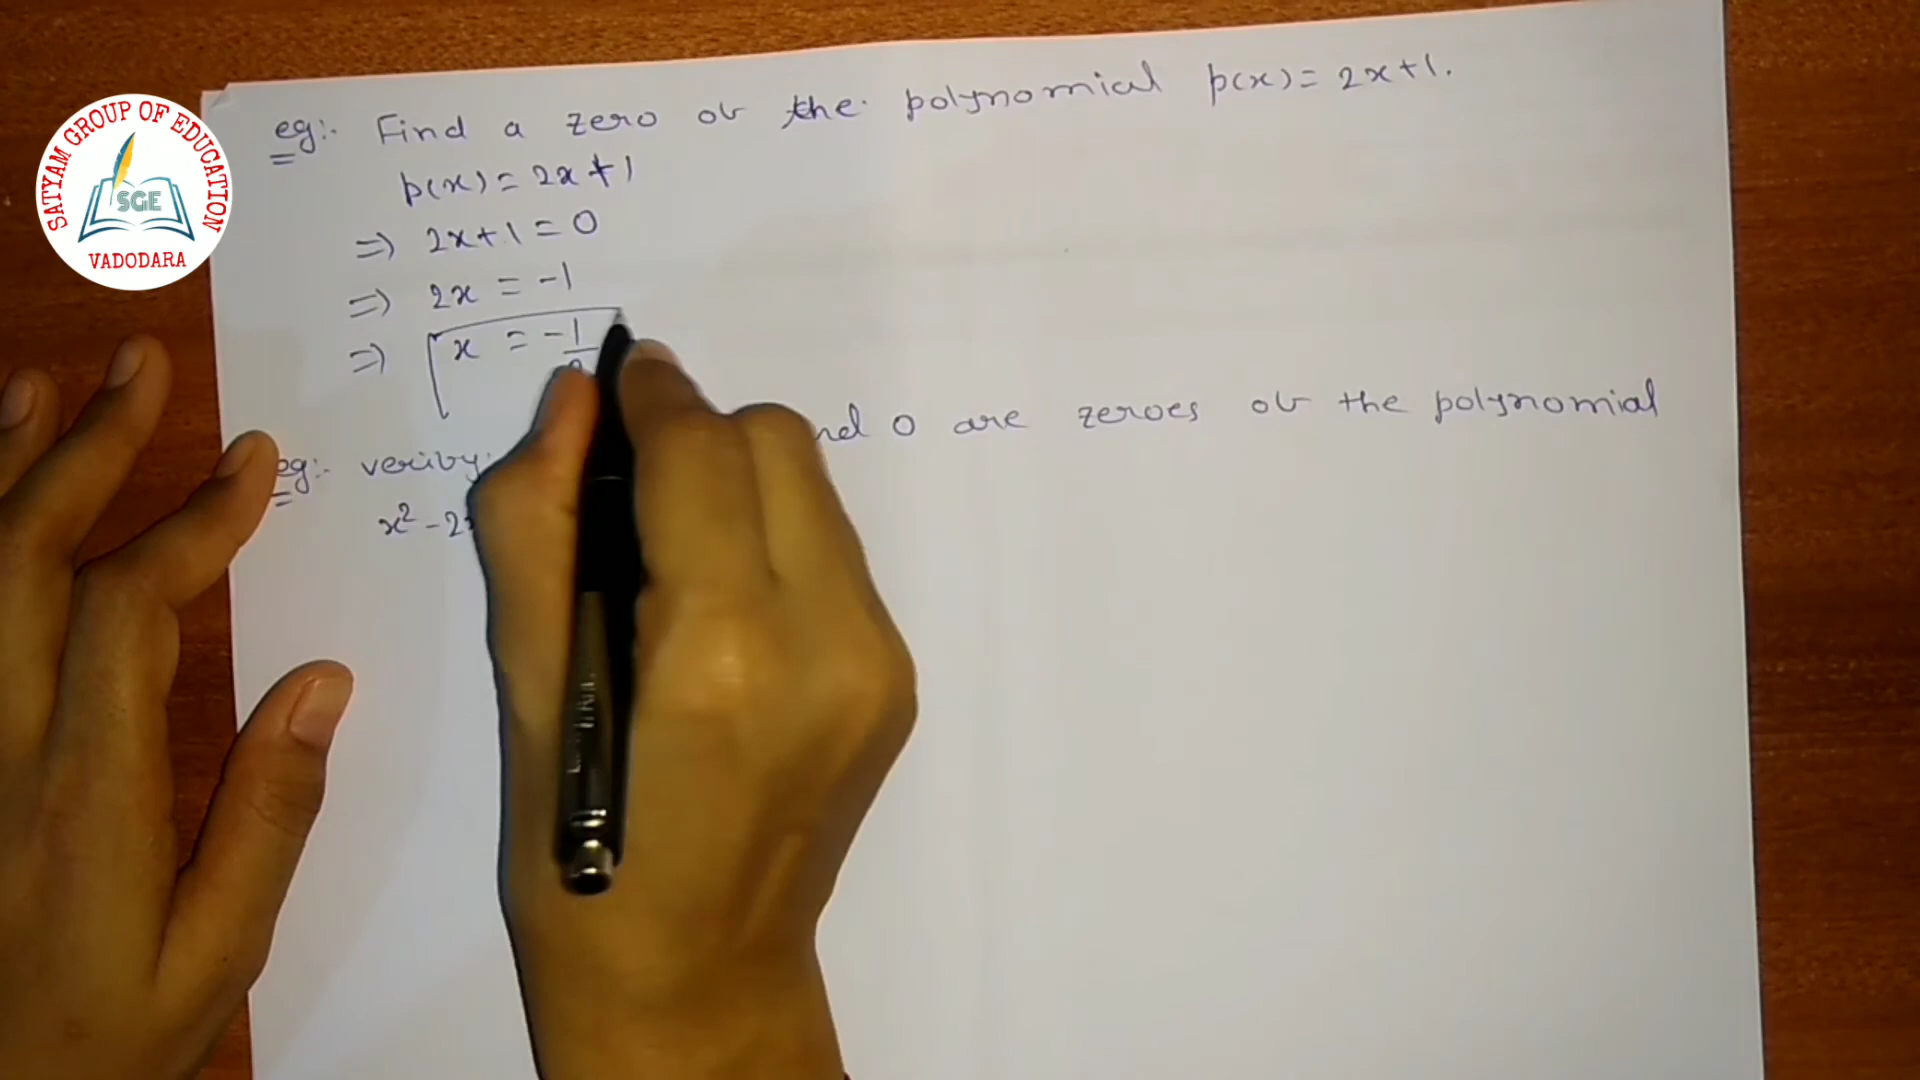 SATYAM GROUP OF EDUCATION
SGE
VADODARA
eg:- Find a zero of the polynomial p(x) = 2x+1.
p(x) = 2x+1
=> 2x+1 = 0
=> 2x = -1
=> x = -1/2
eg:- verify nd 0 are zeroes of the polynomial
x² - 2x